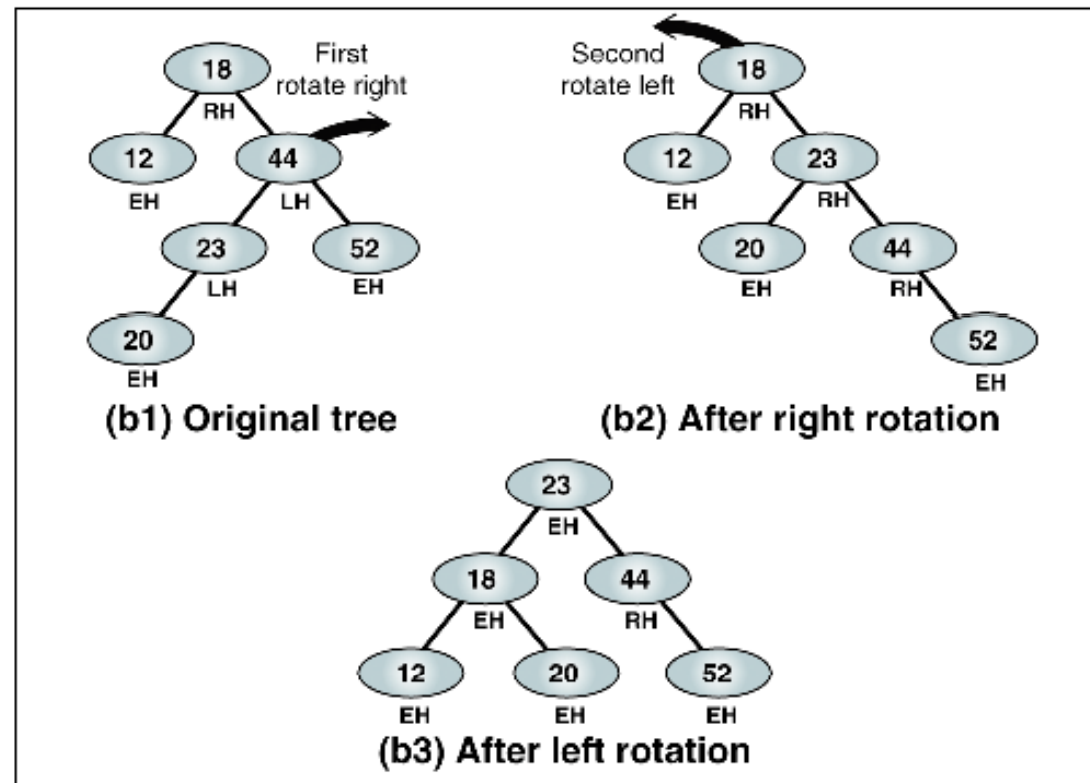 First
rotate right
18
RH
12
EH
44
LH
23
LH
52
EH
20
EH
(b1) Original tree
Second
rotate left
18
RH
12
EH
23
RH
20
EH
44
RH
52
EH
(b2) After right rotation
23
EH
18
EH
44
RH
12
EH
20
EH
52
EH
(b3) After left rotation